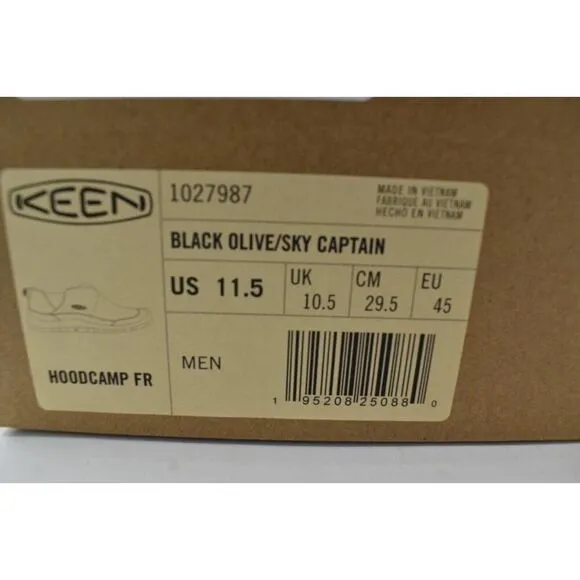 KEEN
1027987
MADE IN VIETNAM
FABRIQUE AU VIETNAM
HECHO EN VIETNAM
BLACK OLIVE/SKY CAPTAIN
US 11.5
UK 10.5
CM 29.5
EU 45
HOODCAMP FR
MEN
1 95208 25088 0